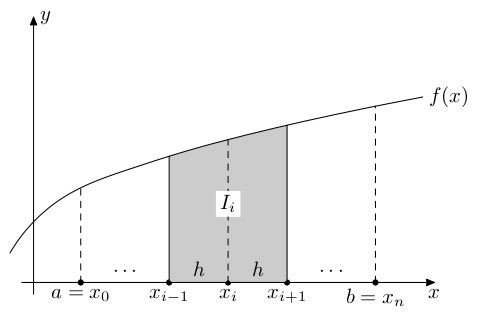 y
f(x)
I_i
… h h …
a = x_0 x_{i−1} x_i x_{i+1} b = x_n x